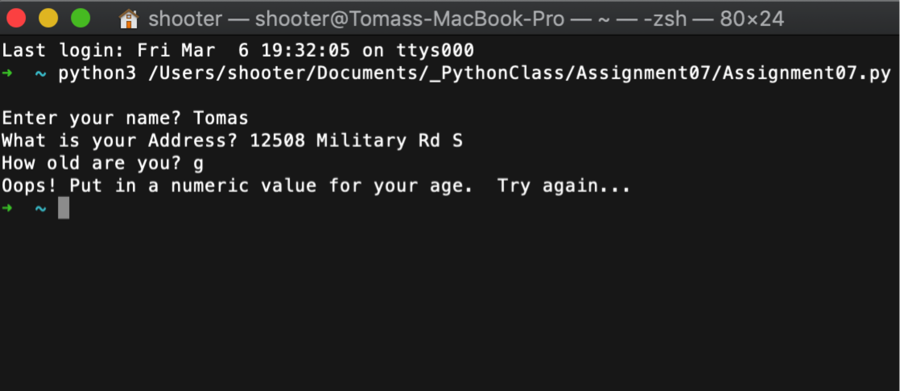 shooter — shooter@Tomass-MacBook-Pro — ~ — -zsh — 80×24
Last login: Fri Mar  6 19:32:05 on ttys000
➜  ~ python3 /Users/shooter/Documents/_PythonClass/Assignment07/Assignment07.py
Enter your name? Tomas
What is your Address? 12508 Military Rd S
How old are you? g
Oops! Put in a numeric value for your age.  Try again...
➜  ~